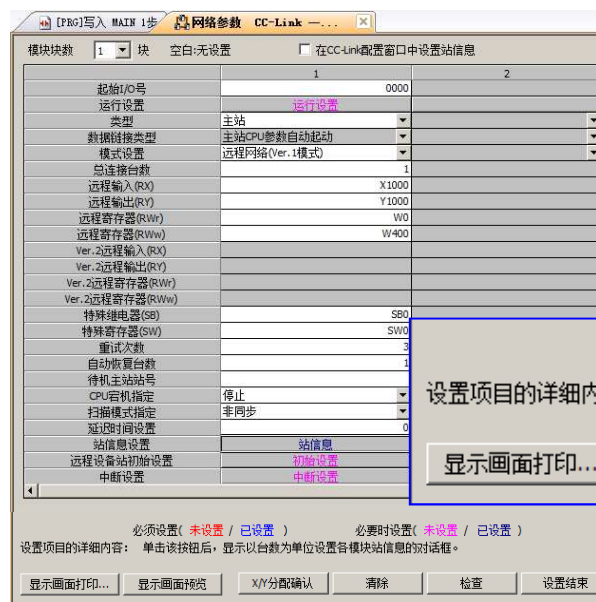 [PRG]写入 MAIN 1步 网络参数 CC-Link —...
模块块数 1 块 空白:无设置 在CC-Link配置窗口中设置站信息
1 2
起始I/O号 0000
运行设置 运行设置
类型 主站
数据链接类型 主站CPU参数自动起动
模式设置 远程网络(Ver.1模式)
总连接台数 1
远程输入(RX) X1000
远程输出(RY) Y1000
远程寄存器(RWr) W0
远程寄存器(RWw) W400
Ver.2远程输入(RX)
Ver.2远程输出(RY)
Ver.2远程寄存器(RWr)
Ver.2远程寄存器(RWw)
特殊继电器(SB) SB0
特殊寄存器(SW) SW0
重试次数 3
自动恢复台数 1
待机主站站号
CPU宕机指定 停止
扫描模式指定 非同步
延迟时间设置 0
站信息设置 站信息
远程设备站初始设置 初始设置
中断设置 中断设置
设置项目的详细内
显示画面打印...
必须设置( 未设置 / 已设置 ) 必要时设置( 未设置 / 已设置 )
设置项目的详细内容: 单击该按钮后，显示以台数为单位设置各模块站信息的对话框。
显示画面打印... 显示画面预览 X/Y分配确认 清除 检查 设置结束